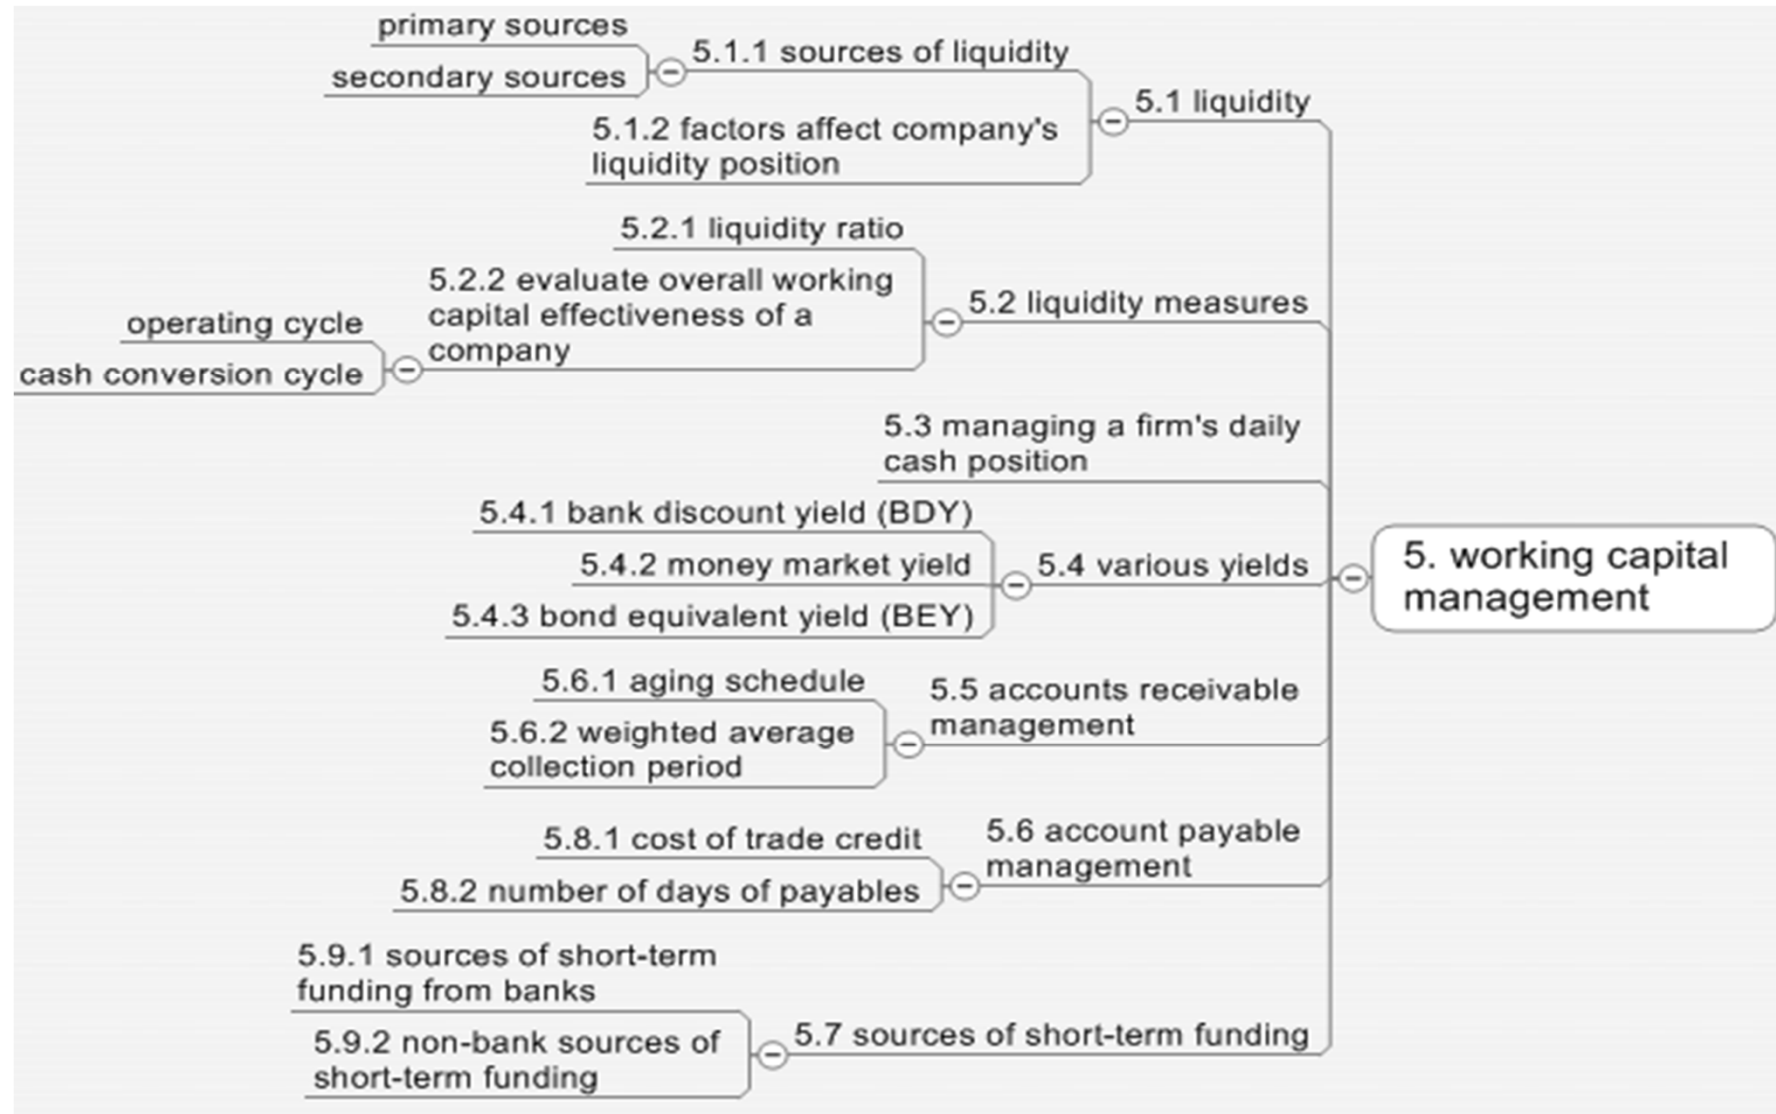 primary sources
secondary sources
5.1.1 sources of liquidity
5.1.2 factors affect company's
liquidity position
5.1 liquidity
5.2.1 liquidity ratio
5.2.2 evaluate overall working
capital effectiveness of a
company
operating cycle
cash conversion cycle
5.2 liquidity measures
5.3 managing a firm's daily
cash position
5.4.1 bank discount yield (BDY)
5.4.2 money market yield
5.4.3 bond equivalent yield (BEY)
5.4 various yields
5. working capital
management
5.6.1 aging schedule
5.6.2 weighted average
collection period
5.5 accounts receivable
management
5.8.1 cost of trade credit
5.8.2 number of days of payables
5.6 account payable
management
5.9.1 sources of short-term
funding from banks
5.9.2 non-bank sources of
short-term funding
5.7 sources of short-term funding